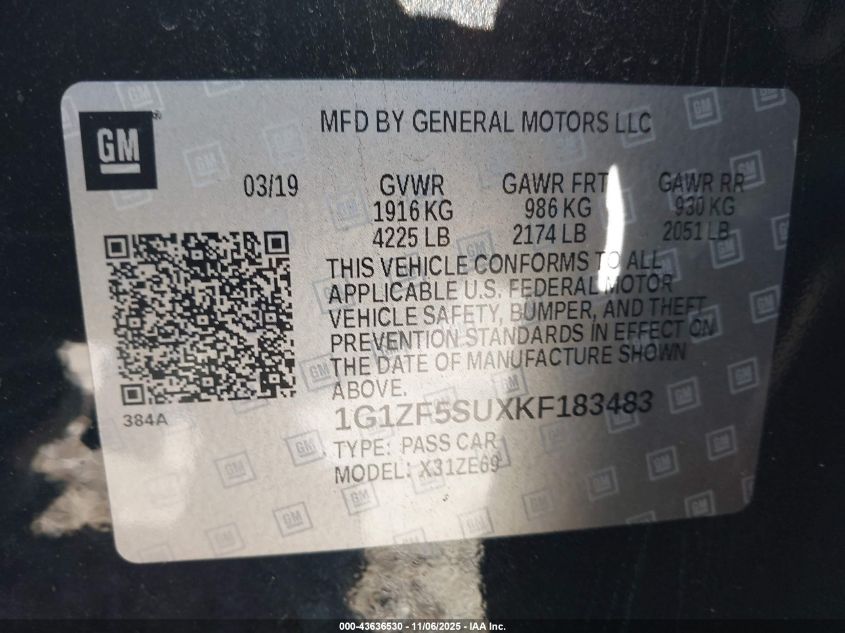 GM
MFD BY GENERAL MOTORS LLC
03/19
GVWR GAWR FRT GAWR RR
1916 KG 986 KG 930 KG
4225 LB 2174 LB 2051 LB
THIS VEHICLE CONFORMS TO ALL
APPLICABLE U.S. FEDERAL MOTOR
VEHICLE SAFETY, BUMPER, AND THEFT
PREVENTION STANDARDS IN EFFECT ON
THE DATE OF MANUFACTURE SHOWN
ABOVE.
384A
1G1ZF5SUXKF183483
TYPE: PASS CAR
MODEL: X31ZE69
000-43636530 - 11/06/2025 - IAA Inc.